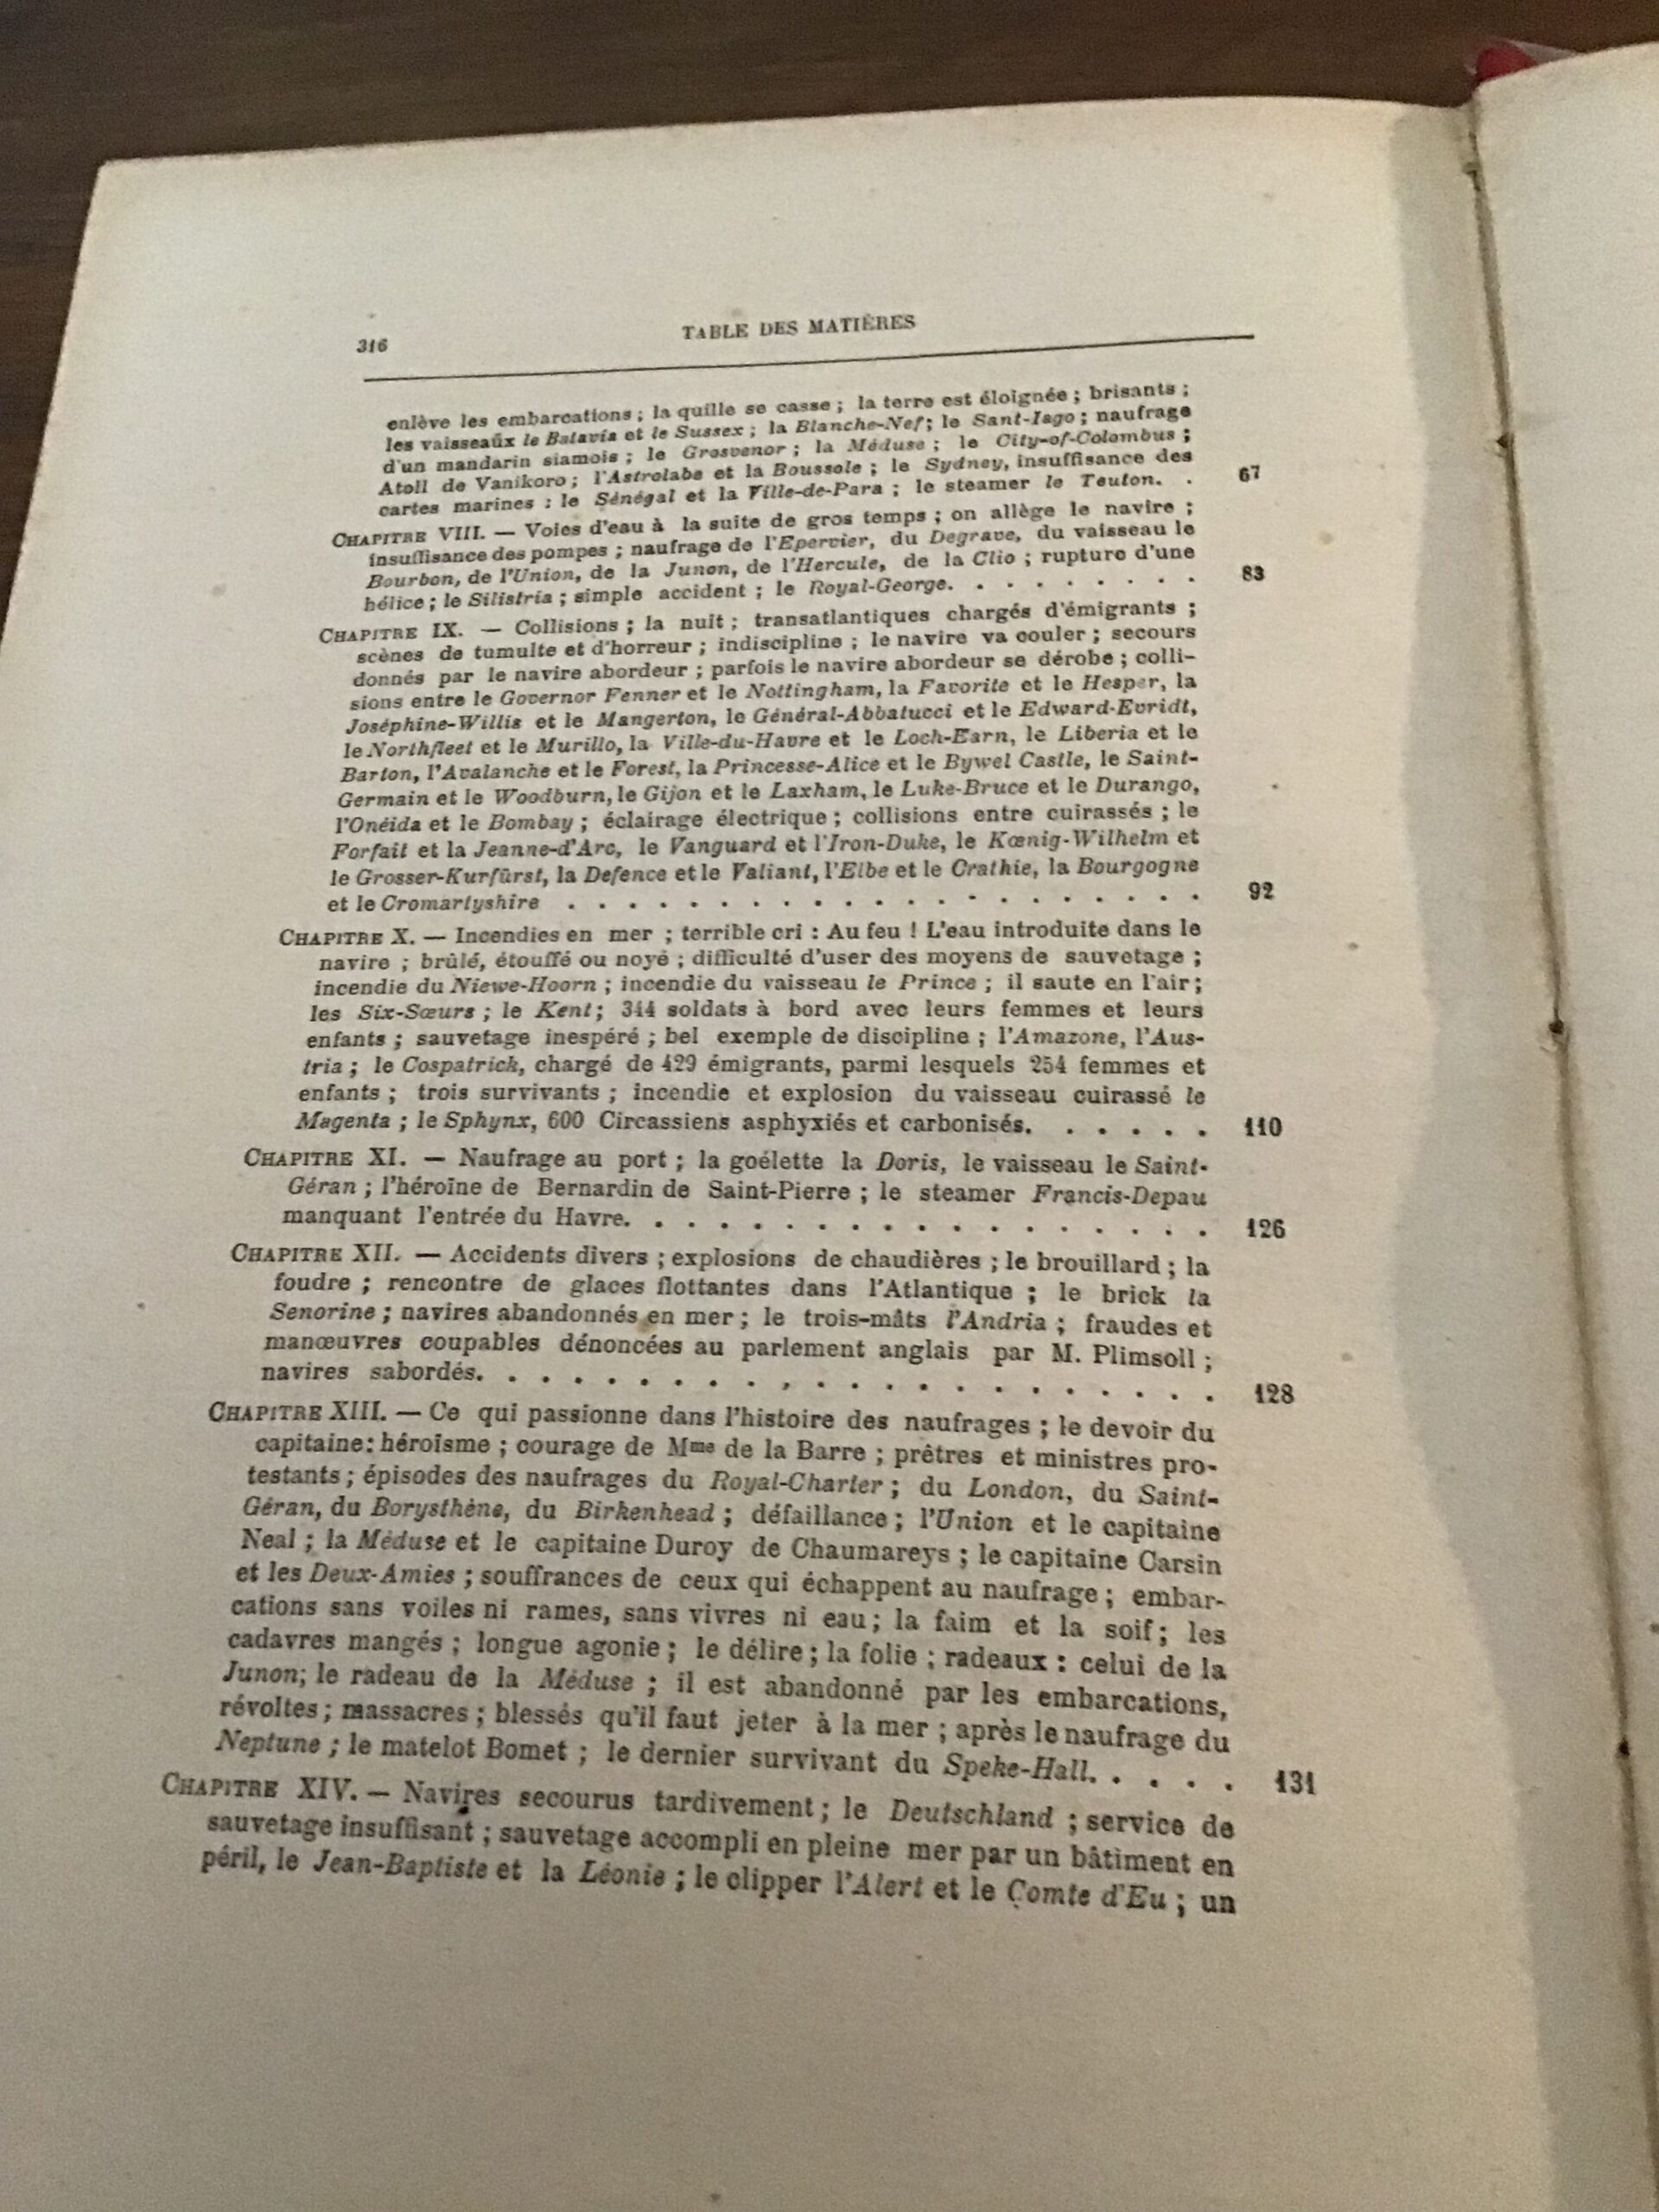 316
TABLE DES MATIÈRES
enlève les embarcations ; la quille se casse ; la terre est éloignée ; brisants ;
les vaisseaux le Batavia et le Sussex ; la Blanche-Nef ; le Sant-Iago ; naufrage
d'un mandarin siamois ; le Grosvenor ; la Méduse ; le City-of-Colombus ;
Atoll de Vanikoro ; l'Astrolabe et la Boussole ; le Sydney, insuffisance des
cartes marines : le Sénégal et la Ville-de-Para ; le steamer le Teuton. . 67
CHAPITRE VIII. — Voies d'eau à la suite de gros temps ; on allège le navire ;
insuffisance des pompes ; naufrage de l'Epervier, du Degrave, du vaisseau le
Bourbon, de l'Union, de la Junon, de l'Hercule, de la Clio ; rupture d'une
hélice ; le Silistria ; simple accident ; le Royal-George. . . . . . . . . 83
CHAPITRE IX. — Collisions ; la nuit ; transatlantiques chargés d'émigrants ;
scènes de tumulte et d'horreur ; indiscipline ; le navire va couler ; secours
donnés par le navire abordeur ; parfois le navire abordeur se dérobe ; colli-
sions entre le Governor Fenner et le Nottingham, la Favorite et le Hesper, la
Joséphine-Willis et le Mangerton, le Général-Abbatucci et le Edward-Evridt,
le Northfleet et le Murillo, la Ville-du-Havre et le Loch-Earn, le Liberia et le
Barton, l'Avalanche et le Forest, la Princesse-Alice et le Bywel Castle, le Saint-
Germain et le Woodburn, le Gijon et le Laxham, le Luke-Bruce et le Durango,
l'Onéida et le Bombay ; éclairage électrique ; collisions entre cuirassés ; le
Forfait et la Jeanne-d'Arc, le Vanguard et l'Iron-Duke, le Kœnig-Wilhelm et
le Grosser-Kurfürst, la Defence et le Valiant, l'Elbe et le Crathie, la Bourgogne
et le Cromartyshire . . . . . . . . . . . . . . . . . . . . . 92
CHAPITRE X. — Incendies en mer ; terrible cri : Au feu ! L'eau introduite dans le
navire ; brûlé, étouffé ou noyé ; difficulté d'user des moyens de sauvetage ;
incendie du Niewe-Hoorn ; incendie du vaisseau le Prince ; il saute en l'air ;
les Six-Sœurs ; le Kent ; 344 soldats à bord avec leurs femmes et leurs
enfants ; sauvetage inespéré ; bel exemple de discipline ; l'Amazone, l'Aus-
tria ; le Cospatrick, chargé de 429 émigrants, parmi lesquels 254 femmes et
enfants ; trois survivants ; incendie et explosion du vaisseau cuirassé le
Magenta ; le Sphynx, 600 Circassiens asphyxiés et carbonisés. . . . . . 110
CHAPITRE XI. — Naufrage au port ; la goélette la Doris, le vaisseau le Saint-
Géran ; l'héroïne de Bernardin de Saint-Pierre ; le steamer Francis-Depau
manquant l'entrée du Havre. . . . . . . . . . . . . . . . . . . 126
CHAPITRE XII. — Accidents divers ; explosions de chaudières ; le brouillard ; la
foudre ; rencontre de glaces flottantes dans l'Atlantique ; le brick la
Senorine ; navires abandonnés en mer ; le trois-mâts l'Andria ; fraudes et
manœuvres coupables dénoncées au parlement anglais par M. Plimsoll ;
navires sabordés. . . . . . . . . . . . . . . . . . . . . . . 128
CHAPITRE XIII. — Ce qui passionne dans l'histoire des naufrages ; le devoir du
capitaine : héroïsme ; courage de Mme de la Barre ; prêtres et ministres pro-
testants ; épisodes des naufrages du Royal-Charter ; du London, du Saint-
Géran, du Borysthène, du Birkenhead ; défaillance ; l'Union et le capitaine
Neal ; la Méduse et le capitaine Duroy de Chaumareys ; le capitaine Carsin
et les Deux-Amies ; souffrances de ceux qui échappent au naufrage ; embar-
cations sans voiles ni rames, sans vivres ni eau ; la faim et la soif ; les
cadavres mangés ; longue agonie ; le délire ; la folie ; radeaux : celui de la
Junon ; le radeau de la Méduse ; il est abandonné par les embarcations,
révoltes ; massacres ; blessés qu'il faut jeter à la mer ; après le naufrage du
Neptune ; le matelot Bomet ; le dernier survivant du Speke-Hall. . . . . 131
CHAPITRE XIV. — Navires secourus tardivement ; le Deutschland ; service de
sauvetage insuffisant ; sauvetage accompli en pleine mer par un bâtiment en
péril, le Jean-Baptiste et la Léonie ; le clipper l'Alert et le Comte d'Eu ; un